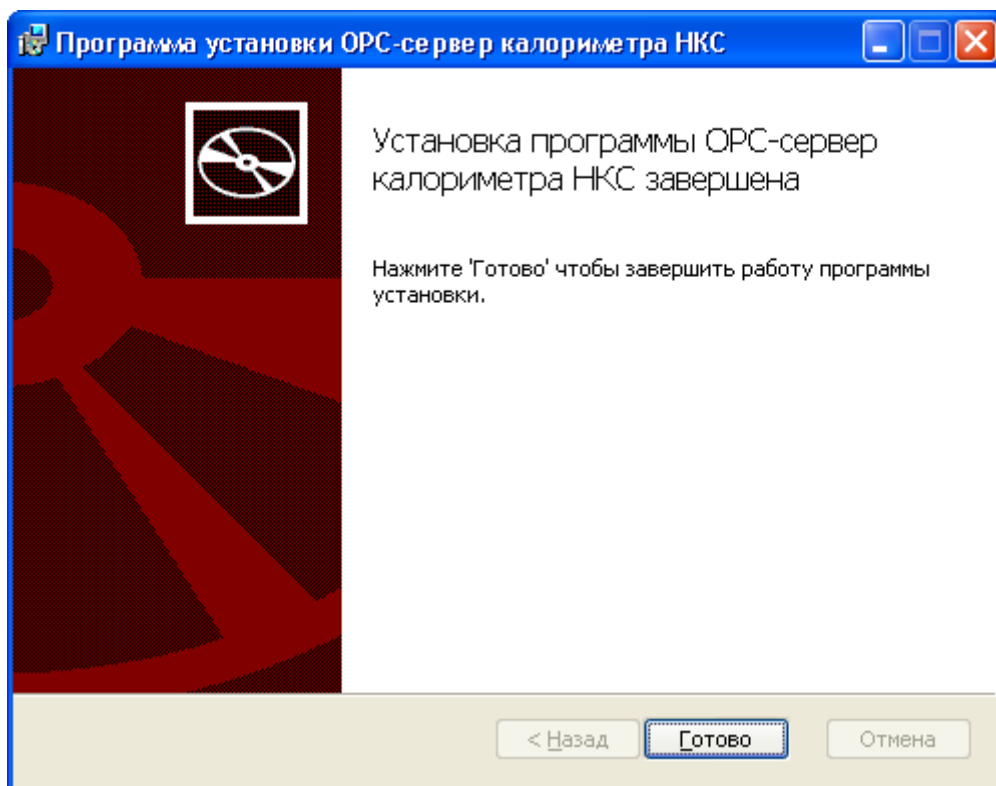 Программа установки OPC-сервер калориметра НКС
Установка программы OPC-сервер
калориметра НКС завершена
Нажмите 'Готово' чтобы завершить работу программы
установки.
< Назад
Готово
Отмена